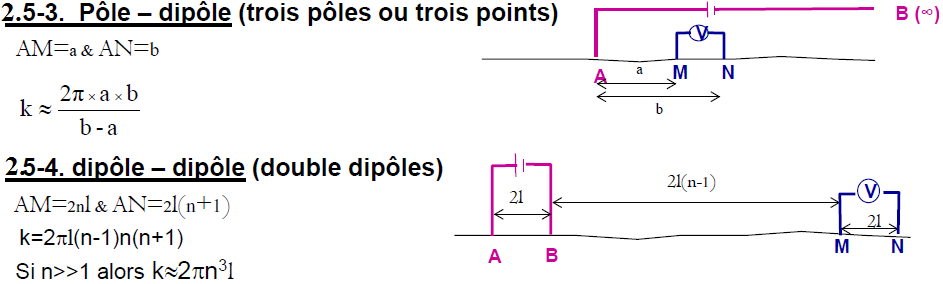 2.5-3. Pôle – dipôle (trois pôles ou trois points)
AM=a & AN=b
k ≈ 2π × a × b / b - a
B (∞)
V
A
a
M
N
b
2.5-4. dipôle – dipôle (double dipôles)
AM=2nl & AN=2l(n+1)
k=2πl(n-1)n(n+1)
Si n>>1 alors k≈2πn³l
2l
2l(n-1)
V
2l
A
B
M
N